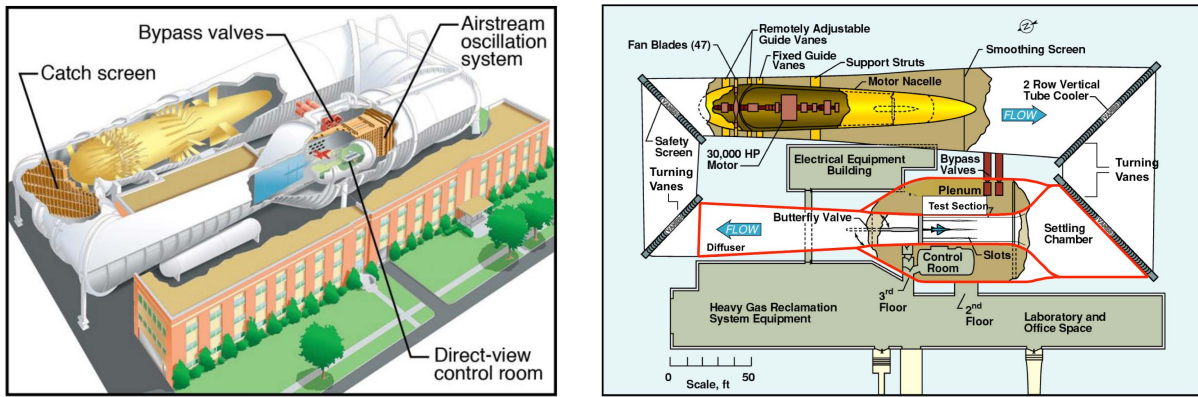 Bypass valves
Airstream
oscillation
system
Catch screen
Direct-view
control room
Remotely Adjustable
Guide Vanes
Fan Blades (47)
Fixed Guide
Vanes
Support Struts
Motor Nacelle
Smoothing Screen
2 Row Vertical
Tube Cooler
FLOW
Safety
Screen
30,000 HP
Motor
Electrical Equipment
Building
Bypass
Valves
Turning
Vanes
Turning
Vanes
Plenum
Test Section
Butterfly Valve
FLOW
Diffuser
Settling
Chamber
Slots
Control
Room
3rd
Floor
2nd
Floor
Heavy Gas Reclamation
System Equipment
Laboratory and
Office Space
0 50
Scale, ft